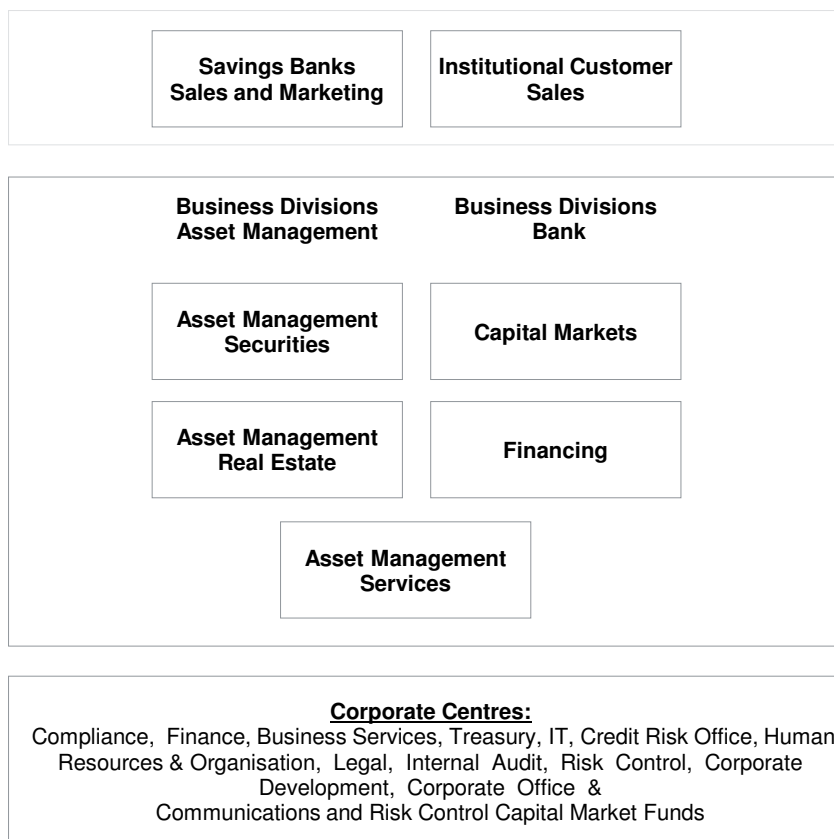 Savings Banks
Sales and Marketing
Institutional Customer
Sales
Business Divisions
Asset Management
Business Divisions
Bank
Asset Management
Securities
Capital Markets
Asset Management
Real Estate
Financing
Asset Management
Services
Corporate Centres:
Compliance, Finance, Business Services, Treasury, IT, Credit Risk Office, Human
Resources & Organisation, Legal, Internal Audit, Risk Control, Corporate
Development, Corporate Office &
Communications and Risk Control Capital Market Funds